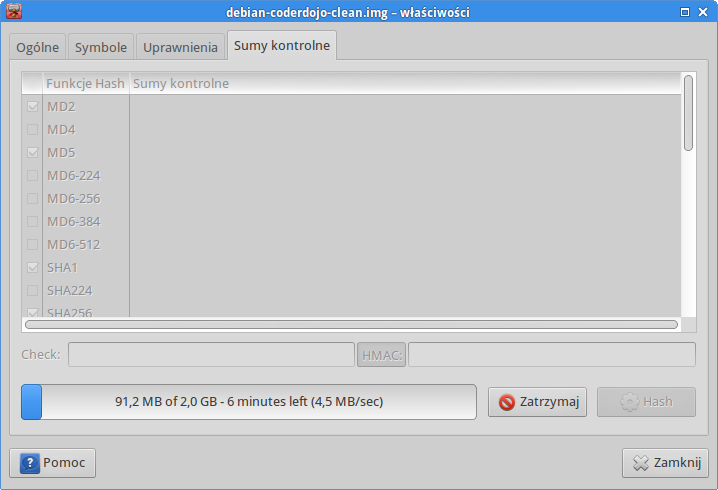 debian-coderdojo-clean.img – właściwości
Ogólne Symbole Uprawnienia Sumy kontrolne
Funkcje Hash Sumy kontrolne
MD2
MD4
MD5
MD6-224
MD6-256
MD6-384
MD6-512
SHA1
SHA224
SHA256
Check: HMAC:
91,2 MB of 2,0 GB - 6 minutes left (4,5 MB/sec) Zatrzymaj Hash
Pomoc Zamknij